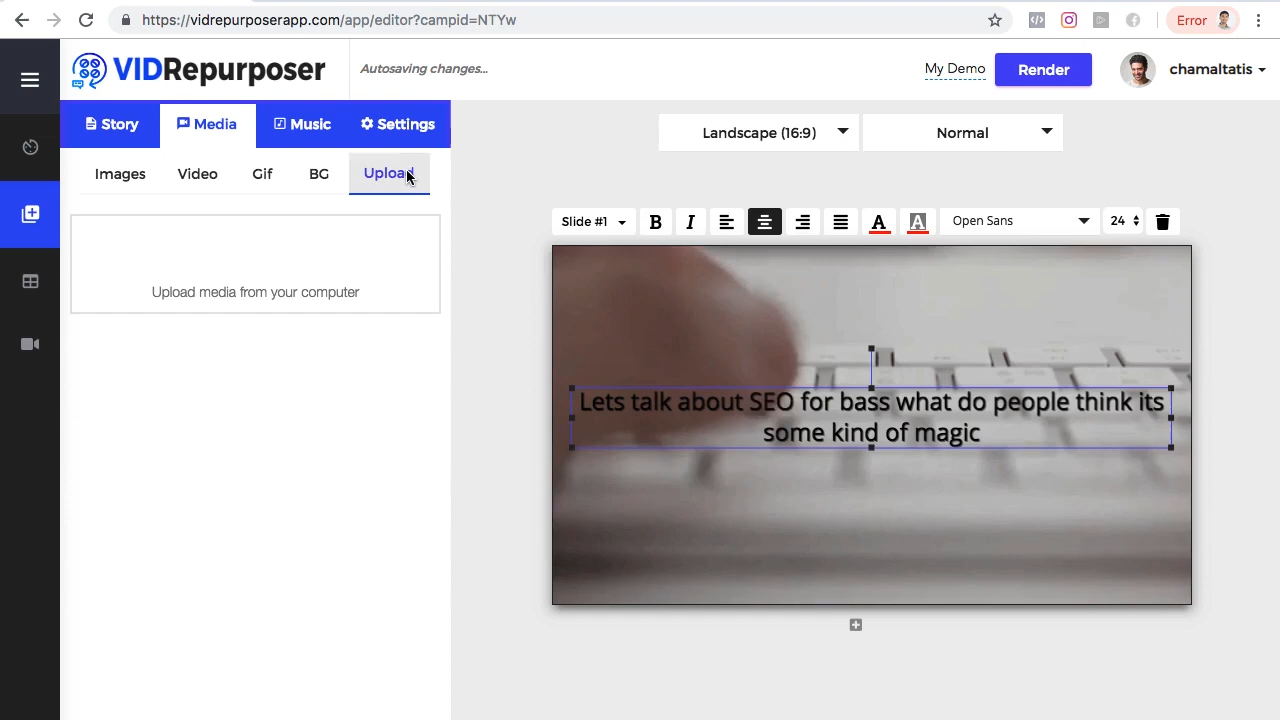 https://vidrepurposerapp.com/app/editor?campid=NTYw
Error
VIDRepurposer
Autosaving changes...
My Demo
Render
chamaltatis
Story
Media
Music
Settings
Landscape (16:9)
Normal
Images
Video
Gif
BG
Upload
Slide #1
B
I
A
A
Open Sans
24
Upload media from your computer
Lets talk about SEO for bass what do people think its
some kind of magic